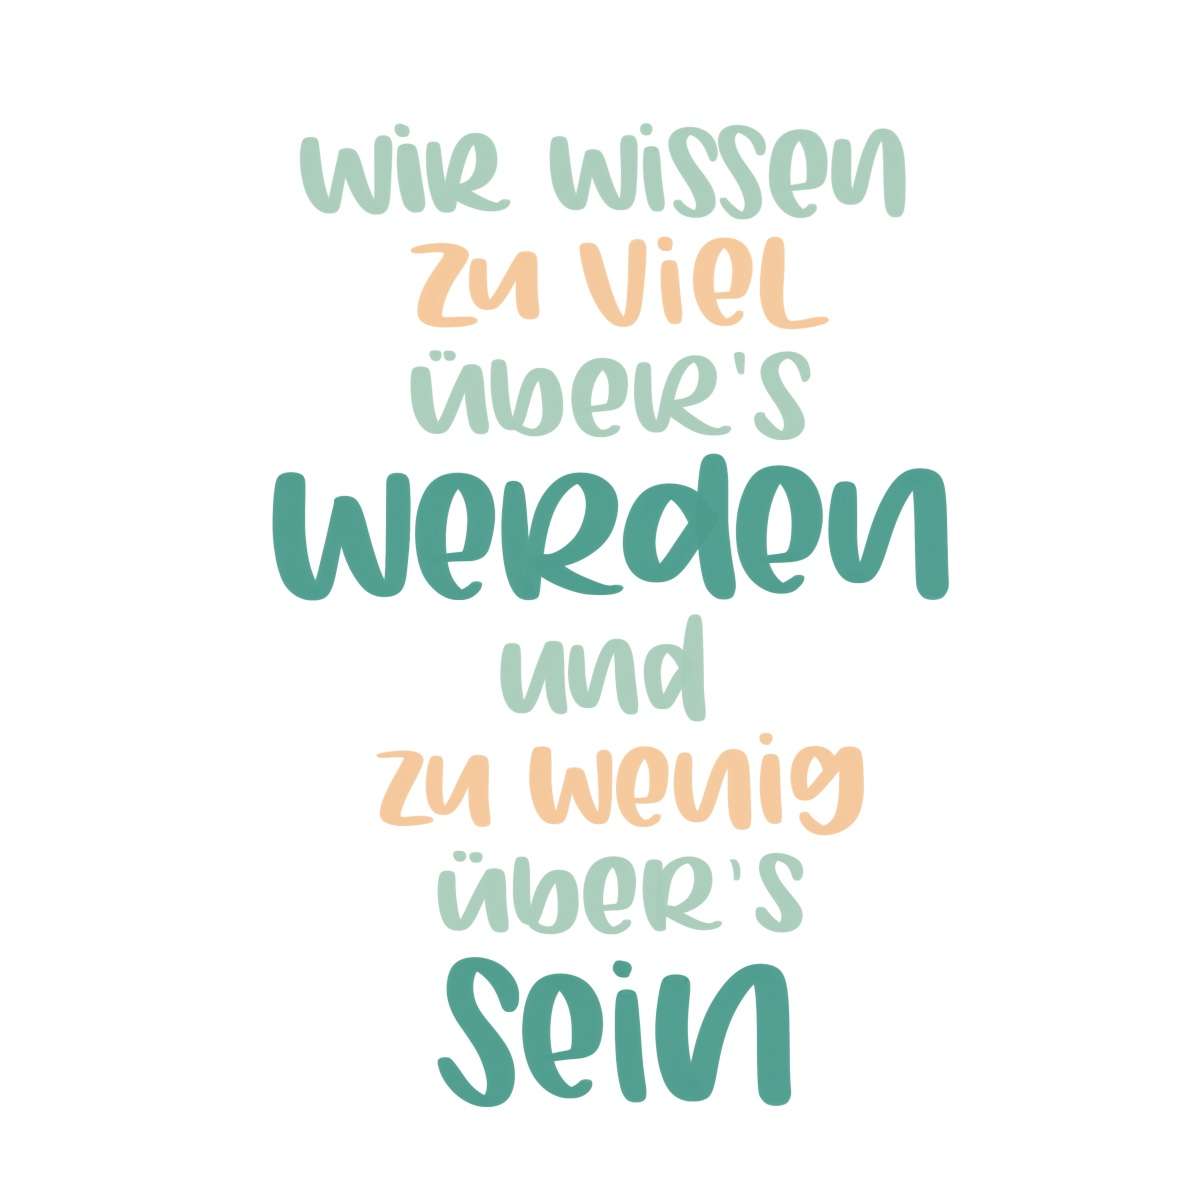 wir wissen
zu viel
über's
werden
und
zu wenig
über's
sein